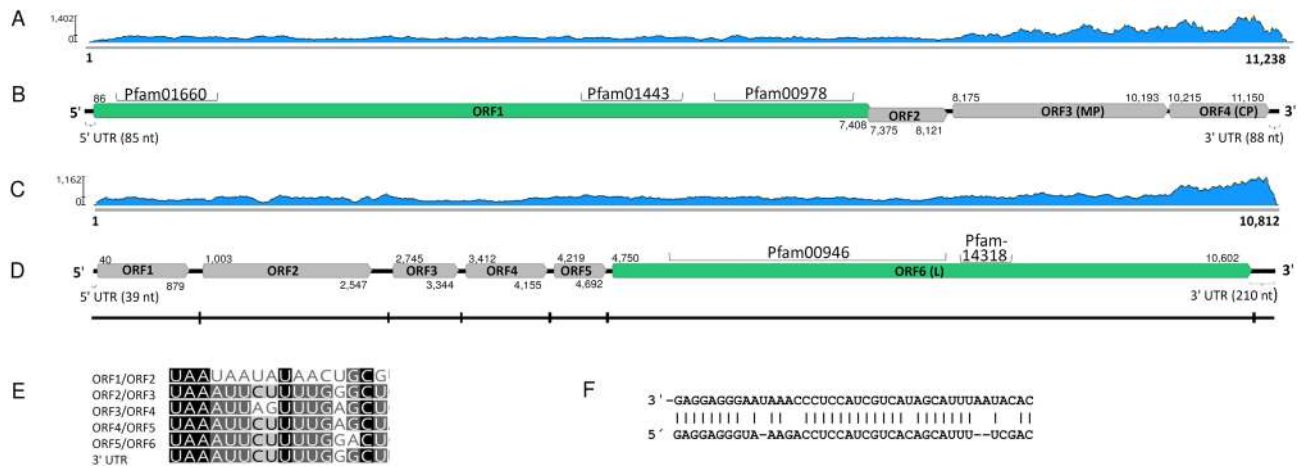 A
1,402
0
1
11,238
B
5'
86
Pfam01660
Pfam01443
Pfam00978
ORF1
7,408
7,375
ORF2
8,121
8,175
ORF3 (MP)
10,193
10,215
ORF4 (CP)
11,150
3'
5' UTR (85 nt)
3' UTR (88 nt)
C
1,162
0
1
10,812
D
5'
40
ORF1
879
1,003
ORF2
2,547
2,745
ORF3
3,344
3,412
ORF4
4,155
4,219
ORF5
4,692
4,750
Pfam00946
Pfam-
14318
ORF6 (L)
10,602
3'
5' UTR (39 nt)
3' UTR (210 nt)
E
ORF1/ORF2 UAAUAAUAUAACUGCG
ORF2/ORF3 UAAAUUCUUUUGGGCU
ORF3/ORF4 UAAAUUAGUUUGAGCU
ORF4/ORF5 UAAAUUCUUUUGAGCU
ORF5/ORF6 UAAAUUCUUUUGGACU
3' UTR UAAAUUCUUUUGGGCU
F
3'-GAGGAGGGAAUAAACCCUCCAUCGUCAUAGCAUUUAAUACAC
5´ GAGGAGGGUA-AAGACCUCCAUCGUCACAGCAUUU--UCGAC